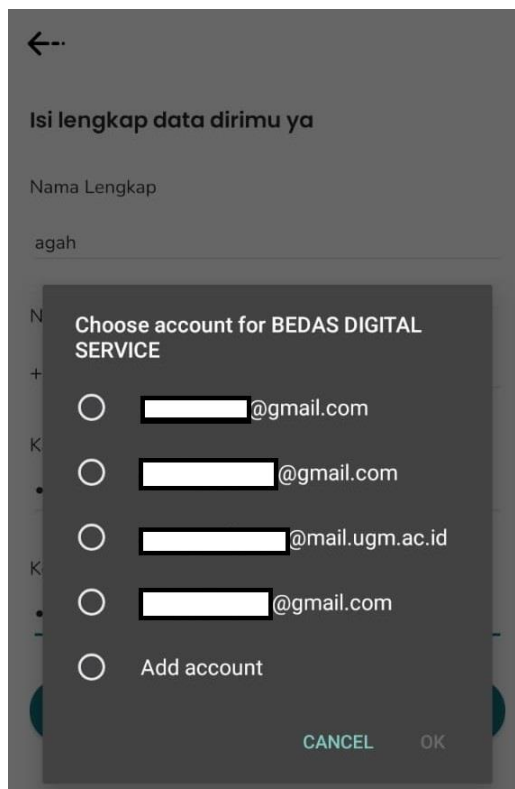 Isi lengkap data dirimu ya
Nama Lengkap
agah
N
Choose account for BEDAS DIGITAL
SERVICE
+
@gmail.com
K
@gmail.com
@mail.ugm.ac.id
K
@gmail.com
Add account
CANCEL OK